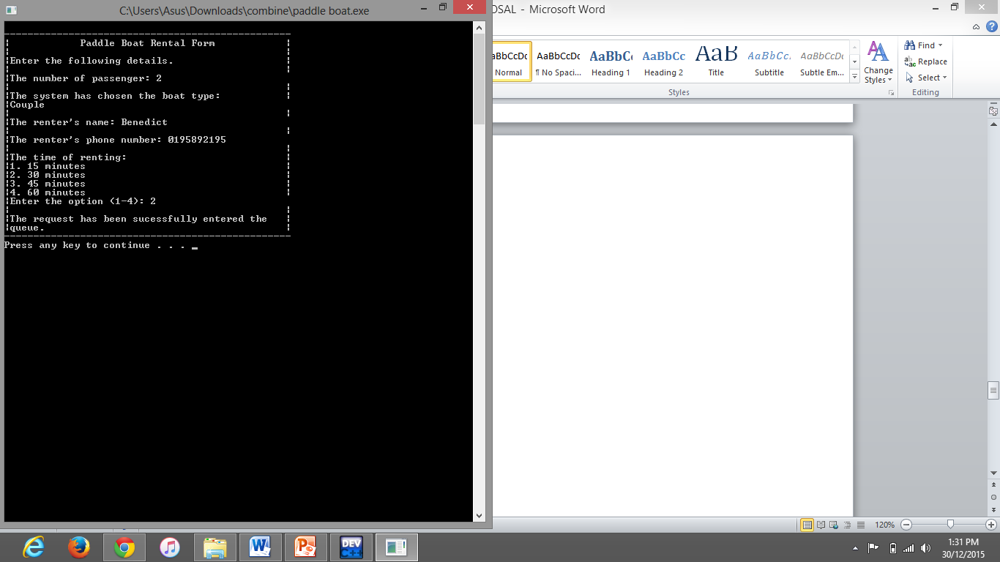 C:\Users\Asus\Downloads\combine\paddle boat.exe
Paddle Boat Rental Form
Enter the following details.
The number of passenger: 2
The system has chosen the boat type:
Couple
The renter's name: Benedict
The renter's phone number: 0195892195
The time of renting:
1. 15 minutes
2. 30 minutes
3. 45 minutes
4. 60 minutes
Enter the option (1-4): 2
The request has been sucessfully entered the
queue.
Press any key to continue . . .
OSAL - Microsoft Word
aBbCcDc AaBbCcDc AaBbC AaBbCc AaB AaBbCc. AaBbCcDc
Normal ¶ No Spaci... Heading 1 Heading 2 Title Subtitle Subtle Em...
Change
Styles
Styles
Find
Replace
Select
Editing
120%
DEV
C++
1:31 PM
30/12/2015